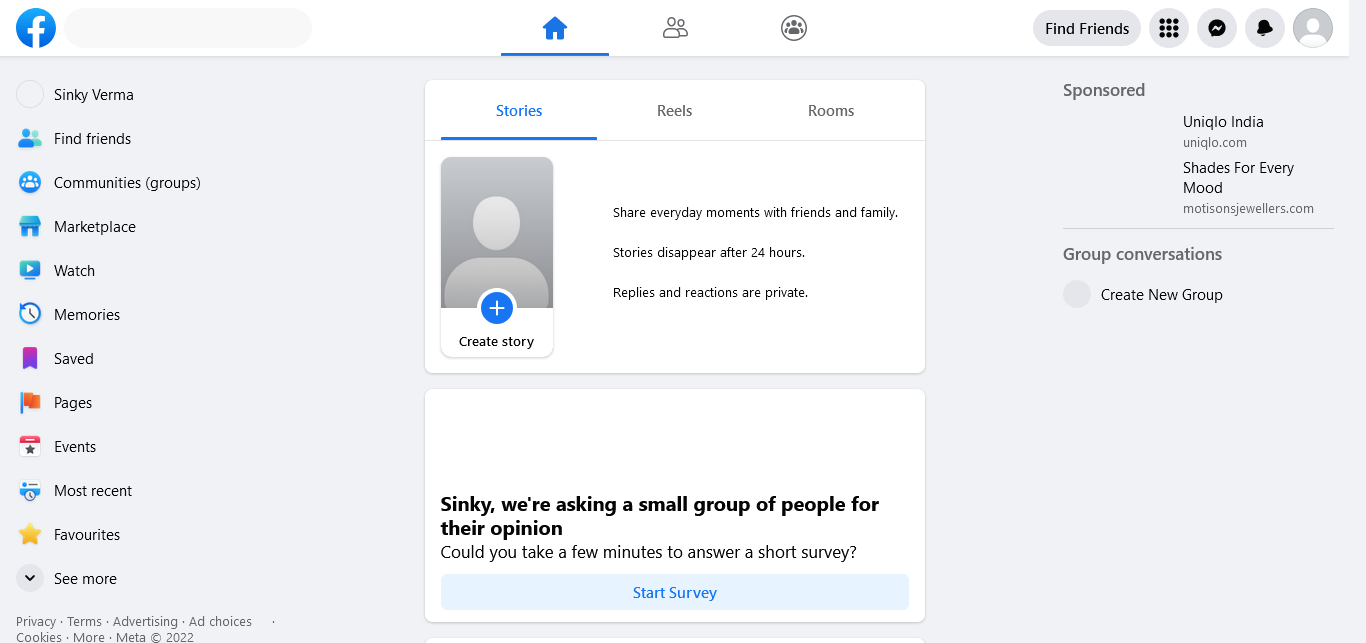 Find Friends
Sinky Verma
Find friends
Communities (groups)
Marketplace
Watch
Memories
Saved
Pages
Events
Most recent
Favourites
See more
Privacy · Terms · Advertising · Ad choices ·
Cookies · More · Meta © 2022
Stories Reels Rooms
Create story
Share everyday moments with friends and family.
Stories disappear after 24 hours.
Replies and reactions are private.
Sinky, we're asking a small group of people for
their opinion
Could you take a few minutes to answer a short survey?
Start Survey
Sponsored
Uniqlo India
uniqlo.com
Shades For Every
Mood
motisonsjewellers.com
Group conversations
Create New Group